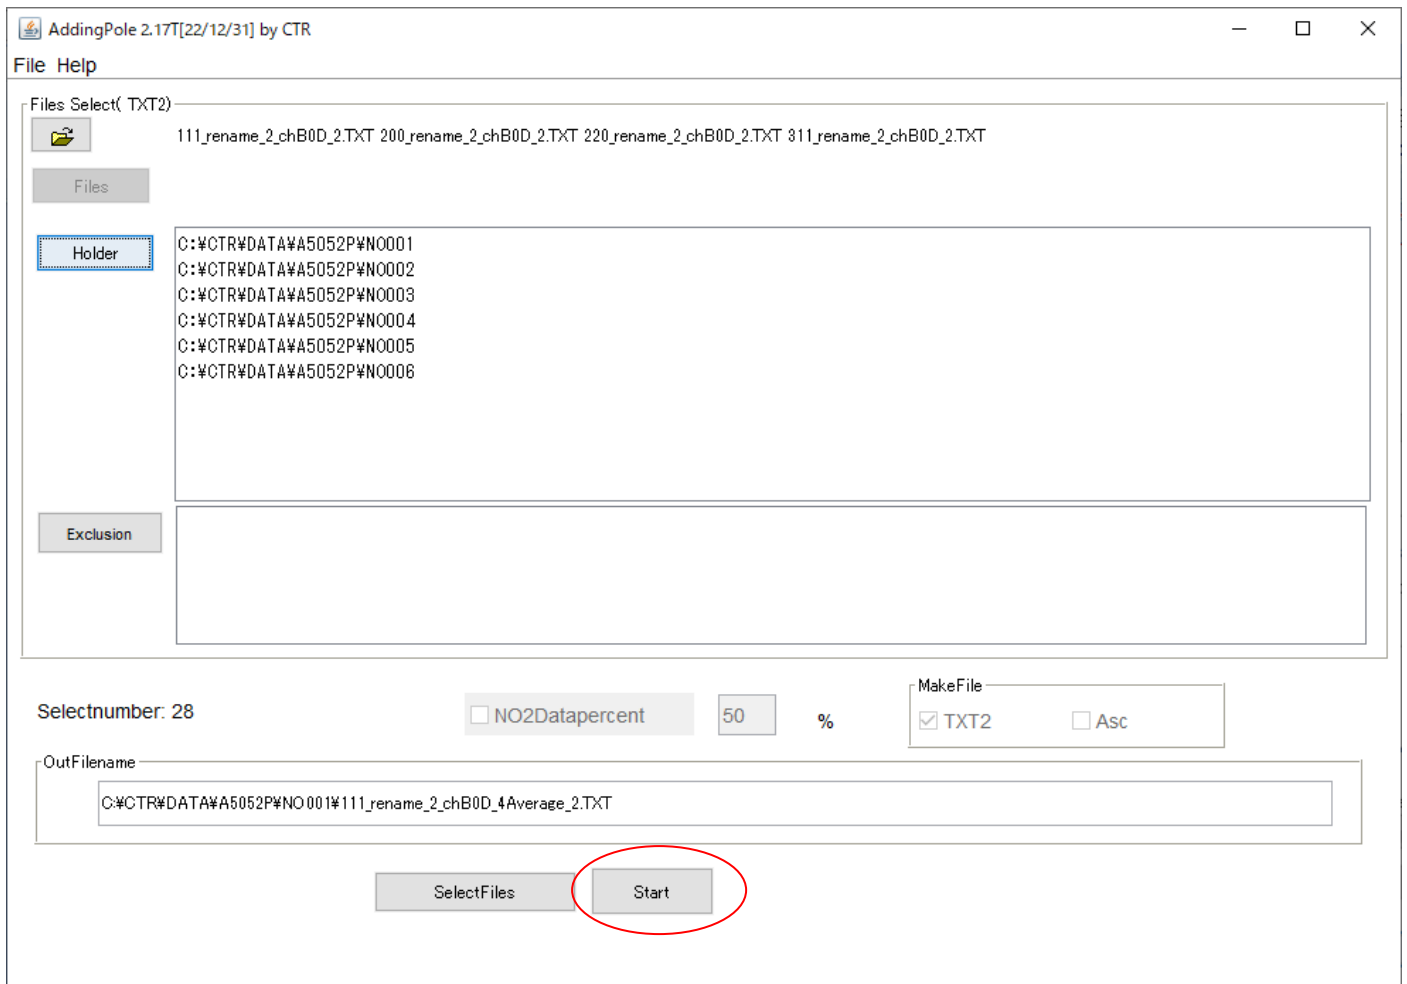 AddingPole 2.17T[22/12/31] by CTR
File Help
Files Select( TXT2)
111_rename_2_chB0D_2.TXT 200_rename_2_chB0D_2.TXT 220_rename_2_chB0D_2.TXT 311_rename_2_chB0D_2.TXT
Files
Holder
C:¥CTR¥DATA¥A5052P¥NO001
C:¥CTR¥DATA¥A5052P¥NO002
C:¥CTR¥DATA¥A5052P¥NO003
C:¥CTR¥DATA¥A5052P¥NO004
C:¥CTR¥DATA¥A5052P¥NO005
C:¥CTR¥DATA¥A5052P¥NO006
Exclusion
Selectnumber: 28
NO2Datapercent 50 %
MakeFile
TXT2 Asc
OutFilename
C:¥CTR¥DATA¥A5052P¥NO001¥111_rename_2_chB0D_4Average_2.TXT
SelectFiles Start